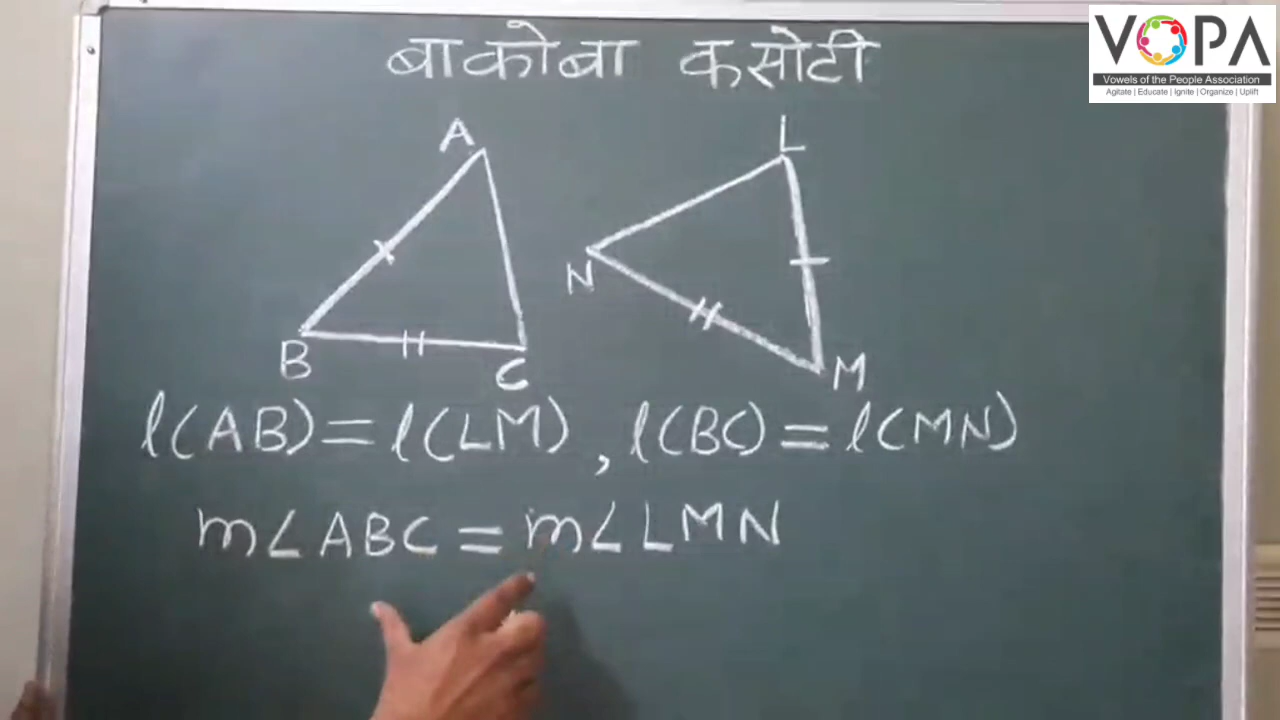 बाकोबा कसोटी
VOPA
Vowels of the People Association
Agitate | Educate | Ignite | Organize | Uplift
A
L
N
B
C
M
l(AB)=l(LM), l(BC)=l(MN)
m∠ABC=m∠LMN